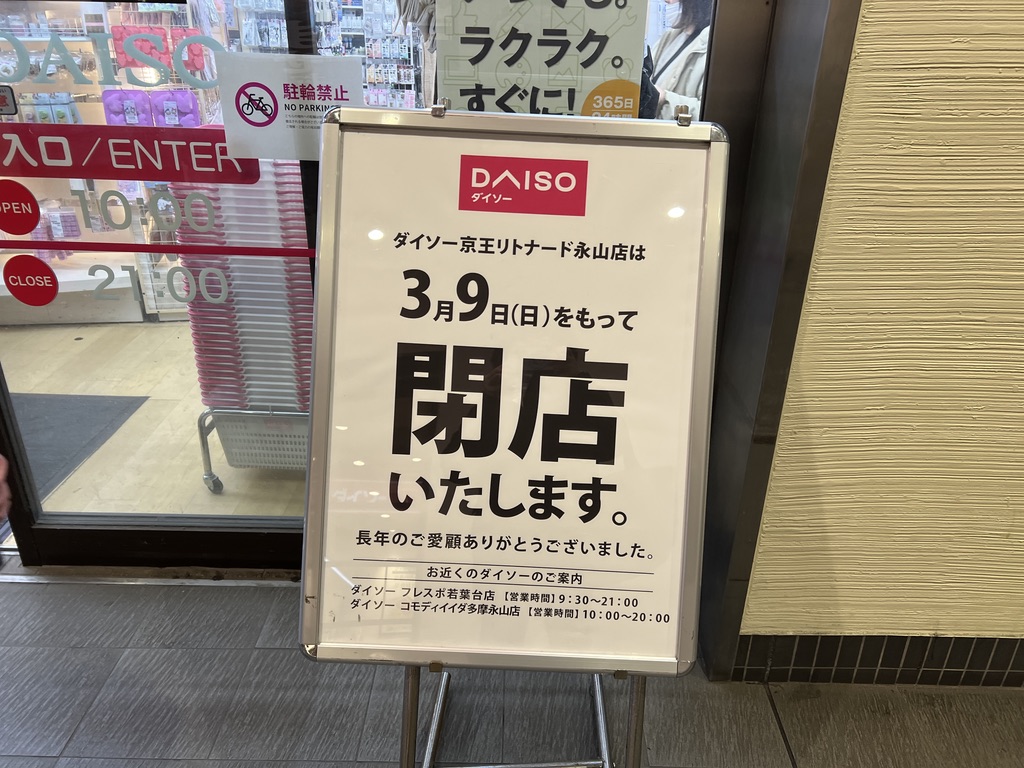 DAISO
駐輪禁止
入口/ENTER
OPEN
10:00
CLOSE
21:00
ラクラク。
すぐに!
365日
DAISO
ダイソー
ダイソー京王リトナード永山店は
3月9日(日)をもって
閉店
いたします。
長年のご愛顧ありがとうございました。
お近くのダイソーのご案内
ダイソー フレスポ若葉台店 【営業時間】9:30〜21:00
ダイソー コモディイイダ多摩永山店 【営業時間】10:00〜20:00